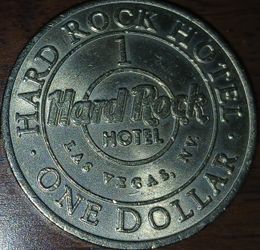 HARD ROCK HOTEL
1
Hard Rock
HOTEL
LAS VEGAS, NV.
· ONE DOLLAR ·